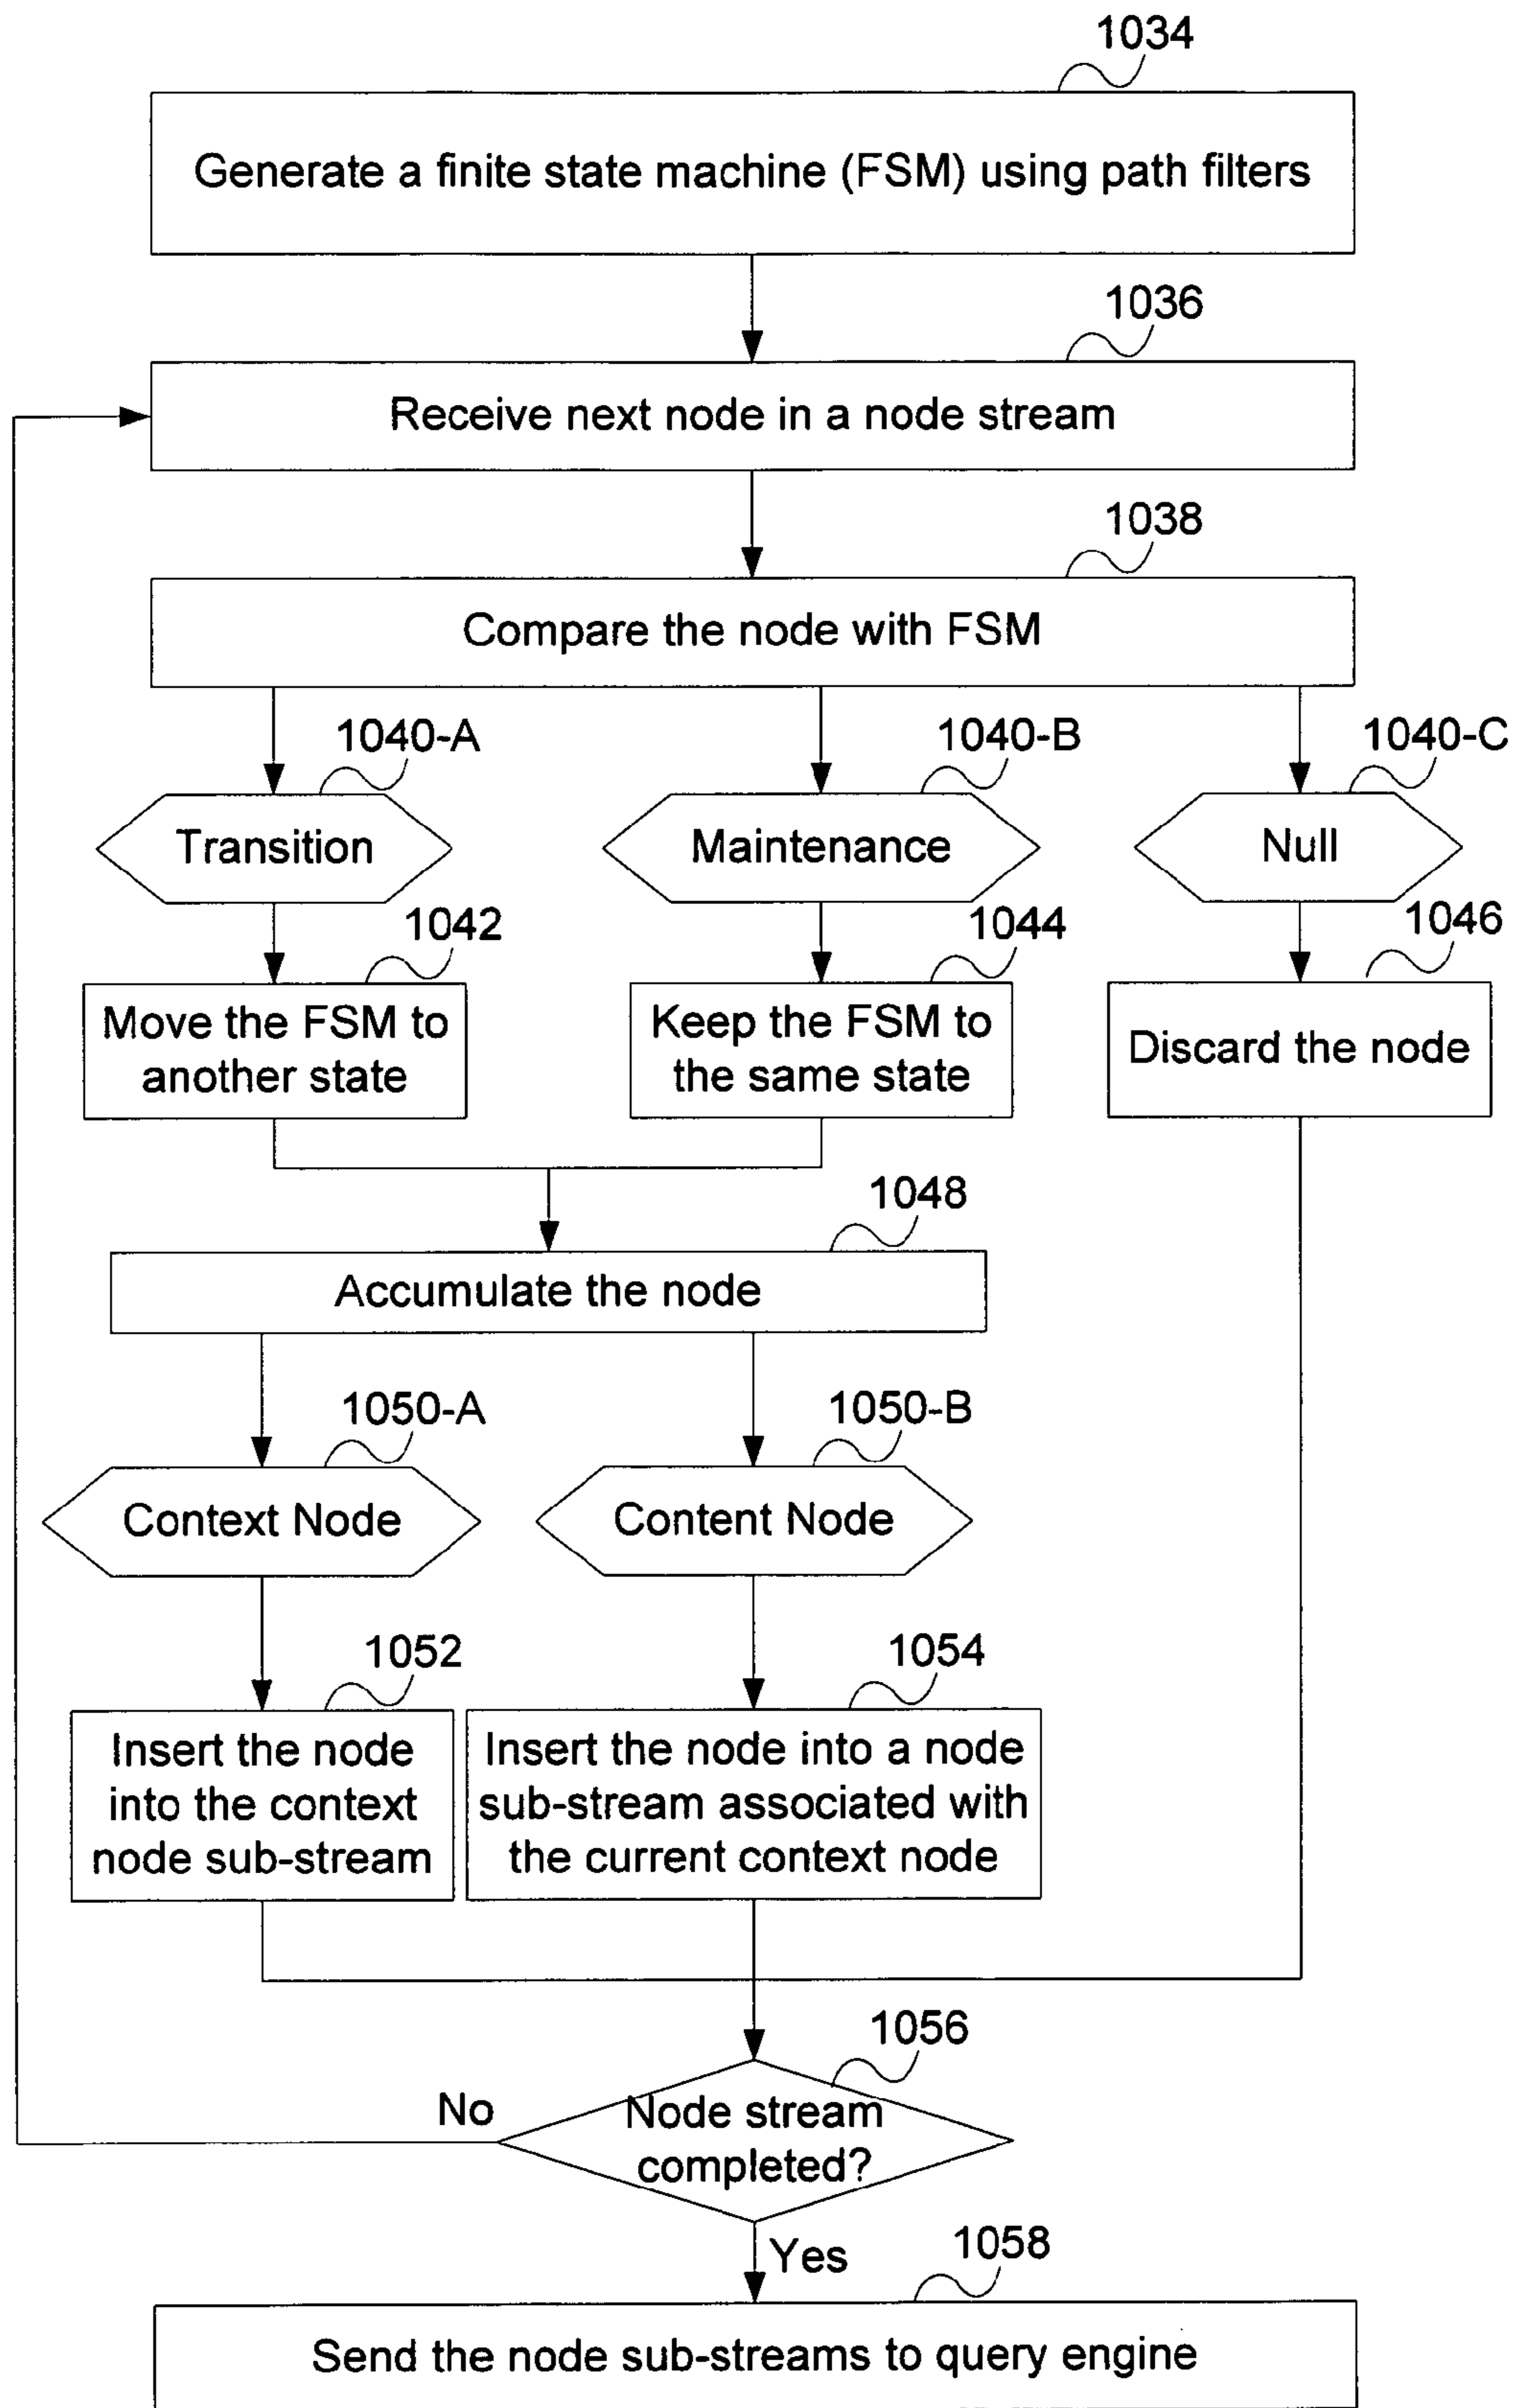 1034
Generate a finite state machine (FSM) using path filters
1036
Receive next node in a node stream
1038
Compare the node with FSM
1040-A
1040-B
1040-C
Transition
Maintenance
Null
1042
1044
1046
Move the FSM to
another state
Keep the FSM to
the same state
Discard the node
1048
Accumulate the node
1050-A
1050-B
Context Node
Content Node
1052
1054
Insert the node
into the context
node sub-stream
Insert the node into a node
sub-stream associated with
the current context node
1056
No
Node stream
completed?
Yes
1058
Send the node sub-streams to query engine